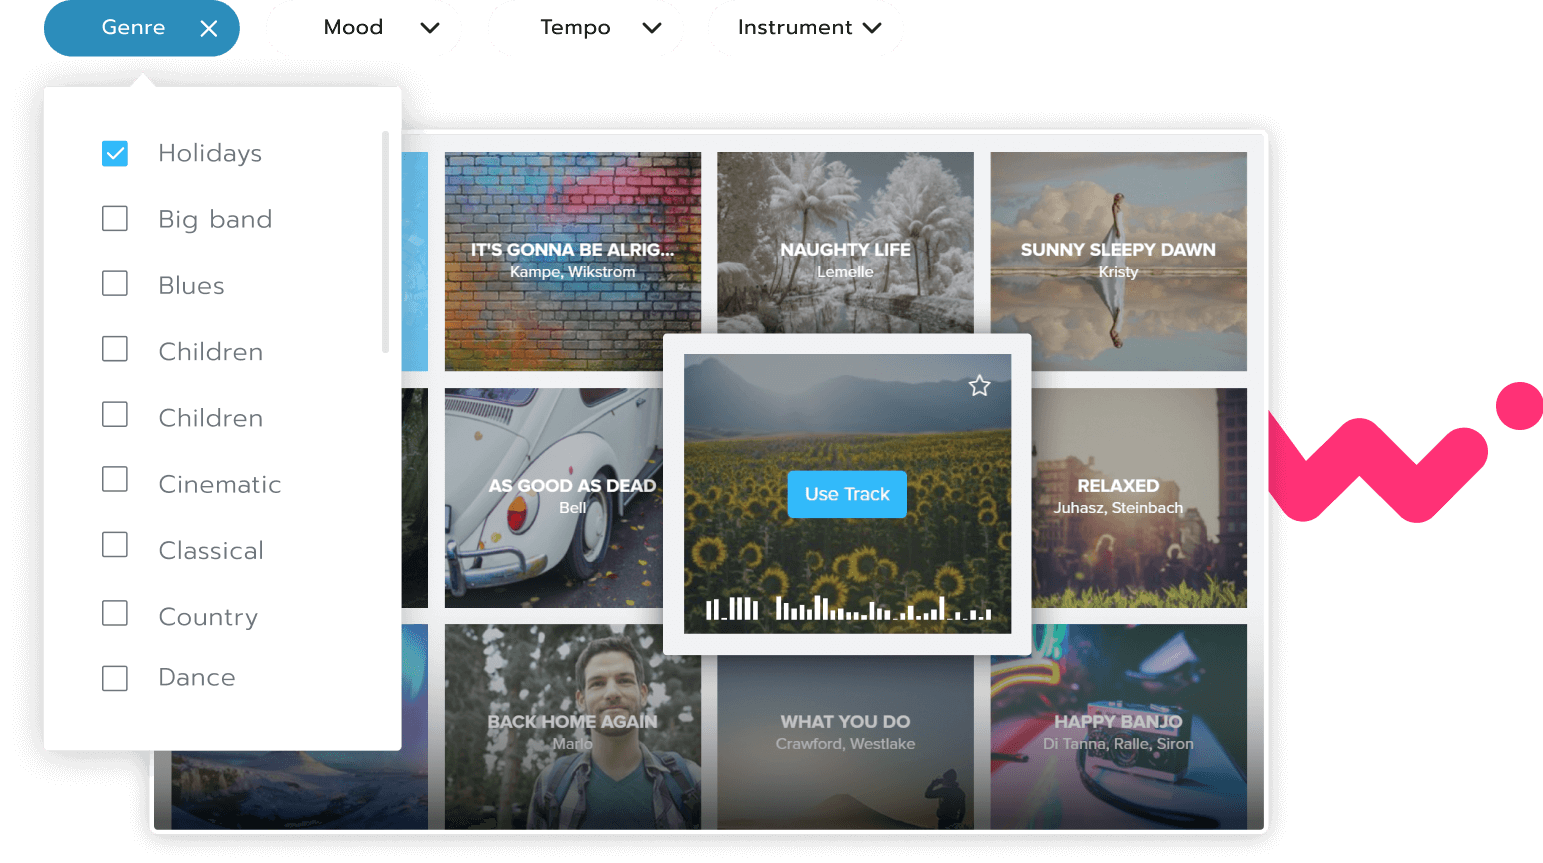 Genre
Mood
Tempo
Instrument
Holidays
Big band
Blues
Children
Children
Cinematic
Classical
Country
Dance
IT'S GONNA BE ALRIG...
Kampe, Wikstrom
NAUGHTY LIFE
Lemelle
SUNNY SLEEPY DAWN
Kristy
AS GOOD AS DEAD
Bell
Use Track
RELAXED
Juhasz, Steinbach
BACK HOME AGAIN
Marlo
WHAT YOU DO
Crawford, Westlake
HAPPY BANJO
Di Tanna, Ralle, Siron